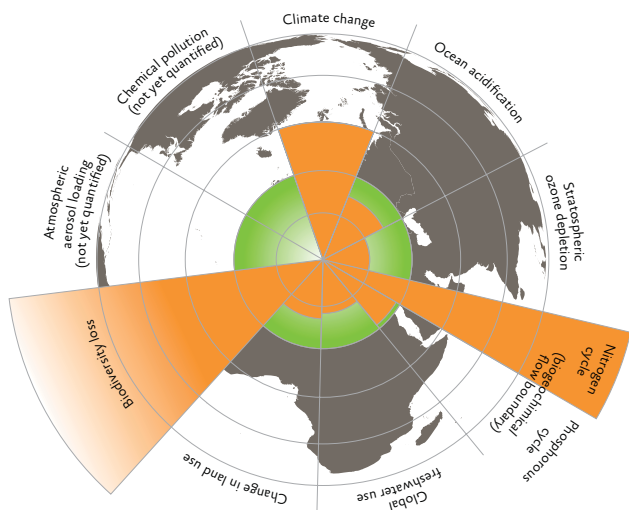 Climate change
Ocean acidification
Stratospheric
ozone depletion
Nitrogen
cycle
(biogeochemical
flow boundary)
Phosphorous
cycle
Global
freshwater use
Change in land use
Biodiversity loss
Atmospheric
aerosol loading
(not yet quantified)
Chemical pollution
(not yet quantified)